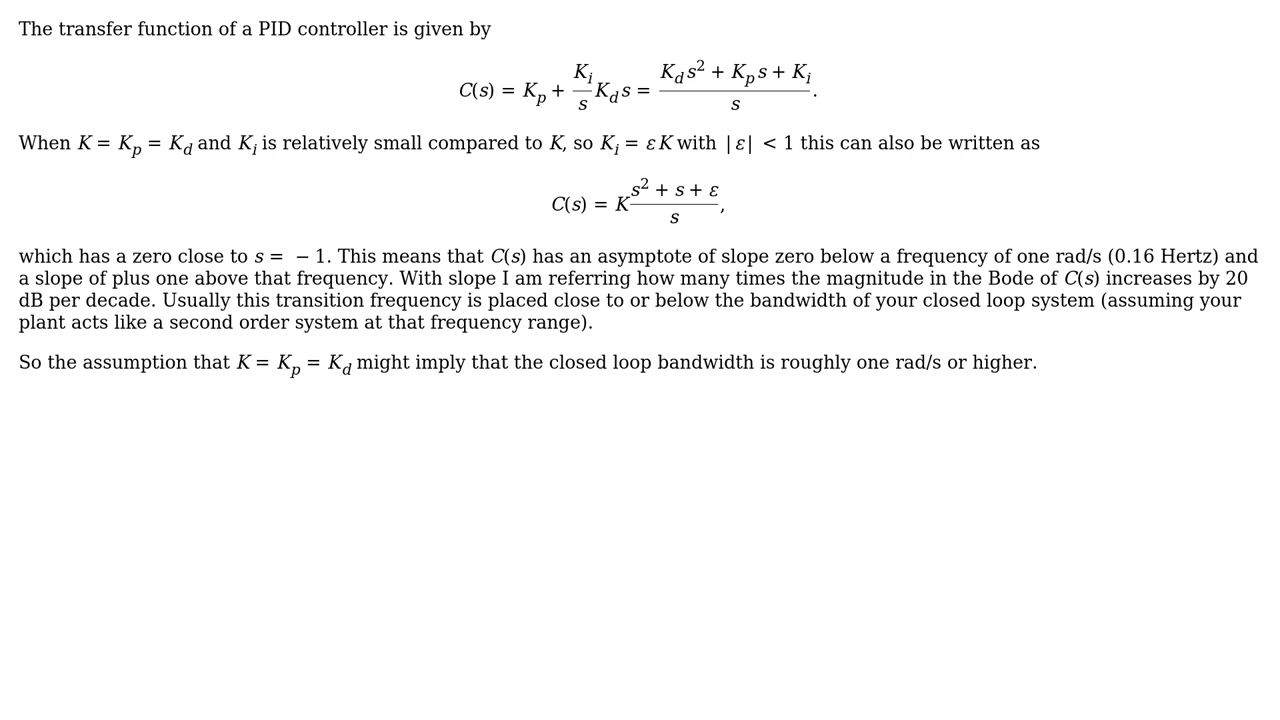 The transfer function of a PID controller is given by
C(s) = K_p + \frac{K_i}{s} K_d s = \frac{K_d s^2 + K_p s + K_i}{s}.
When K = K_p = K_d and K_i is relatively small compared to K, so K_i = ε K with |ε| < 1 this can also be written as
C(s) = K \frac{s^2 + s + ε}{s},
which has a zero close to s = − 1. This means that C(s) has an asymptote of slope zero below a frequency of one rad/s (0.16 Hertz) and
a slope of plus one above that frequency. With slope I am referring how many times the magnitude in the Bode of C(s) increases by 20
dB per decade. Usually this transition frequency is placed close to or below the bandwidth of your closed loop system (assuming your
plant acts like a second order system at that frequency range).
So the assumption that K = K_p = K_d might imply that the closed loop bandwidth is roughly one rad/s or higher.